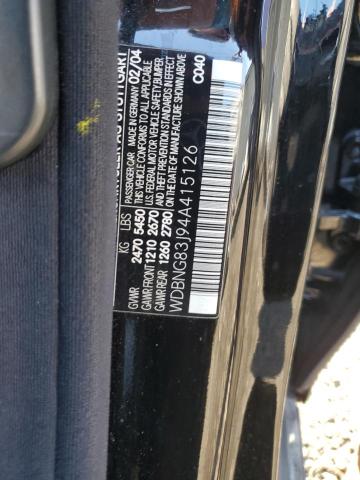 STUTTGART
PASSENGER CAR MADE IN GERMANY 02/04
THIS VEHICLE CONFORMS TO ALL APPLICABLE
U.S. FEDERAL MOTOR VEHICLE SAFETY,BUMPER
& THEFT PREVENTION STANDARDS IN EFFECT
ON THE DATE OF MANUFACTURE SHOWN ABOVE
KG LBS
GVWR 2470 5450
GAWR FRONT 1210 2670
GAWR REAR 1260 2780
C040
WDBNG83J94A415126